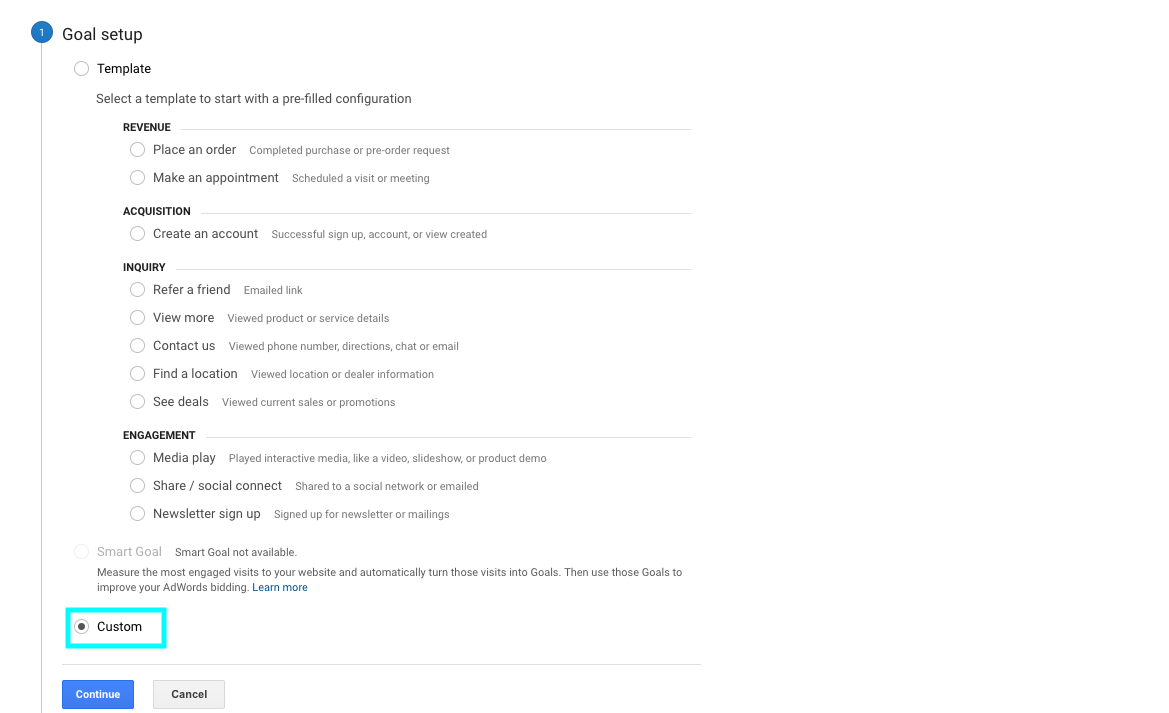 1 Goal setup
Template
Select a template to start with a pre-filled configuration
REVENUE
Place an order Completed purchase or pre-order request
Make an appointment Scheduled a visit or meeting
ACQUISITION
Create an account Successful sign up, account, or view created
INQUIRY
Refer a friend Emailed link
View more Viewed product or service details
Contact us Viewed phone number, directions, chat or email
Find a location Viewed location or dealer information
See deals Viewed current sales or promotions
ENGAGEMENT
Media play Played interactive media, like a video, slideshow, or product demo
Share / social connect Shared to a social network or emailed
Newsletter sign up Signed up for newsletter or mailings
Smart Goal Smart Goal not available.
Measure the most engaged visits to your website and automatically turn those visits into Goals. Then use those Goals to
improve your AdWords bidding. Learn more
Custom
Continue Cancel